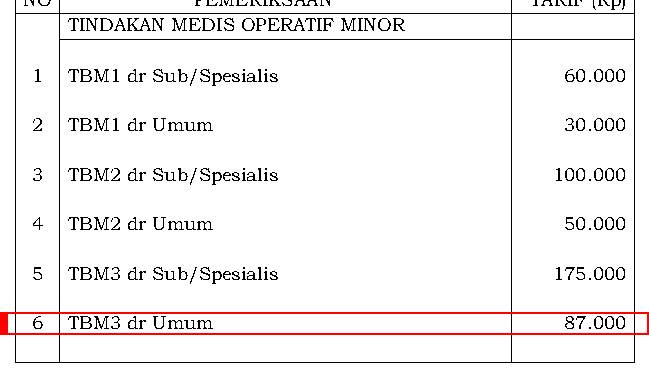 NO PEMERIKSAAN TARIF (Rp)
TINDAKAN MEDIS OPERATIF MINOR
1 TBM1 dr Sub/Spesialis 60.000
2 TBM1 dr Umum 30.000
3 TBM2 dr Sub/Spesialis 100.000
4 TBM2 dr Umum 50.000
5 TBM3 dr Sub/Spesialis 175.000
6 TBM3 dr Umum 87.000